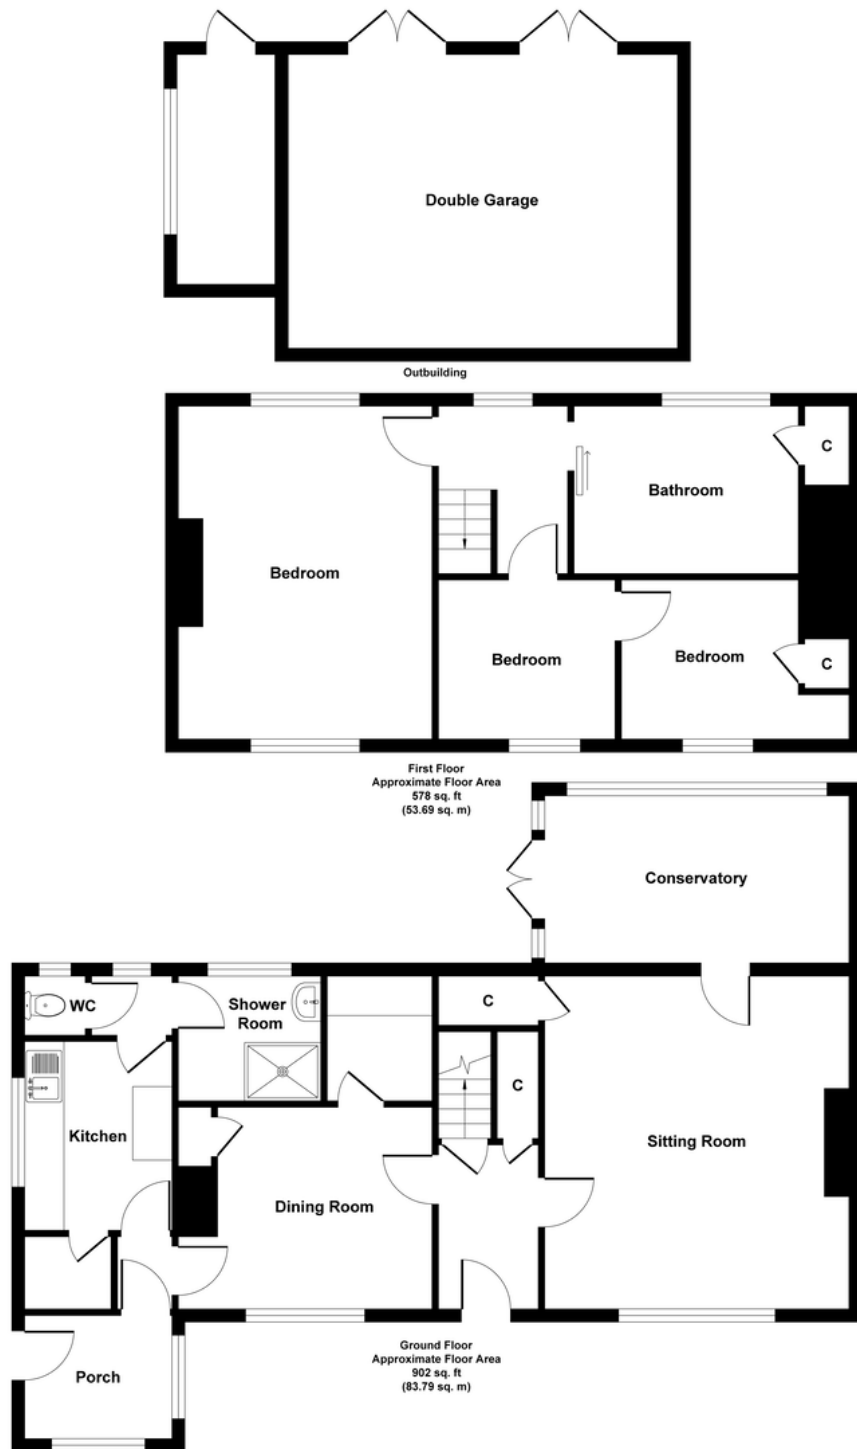 Double Garage
Outbuilding
C
Bathroom
Bedroom
Bedroom
Bedroom
C
First Floor
Approximate Floor Area
578 sq. ft
(53.69 sq. m)
Conservatory
WC
Shower
Room
C
C
Kitchen
Sitting Room
Dining Room
Ground Floor
Approximate Floor Area
902 sq. ft
(83.79 sq. m)
Porch